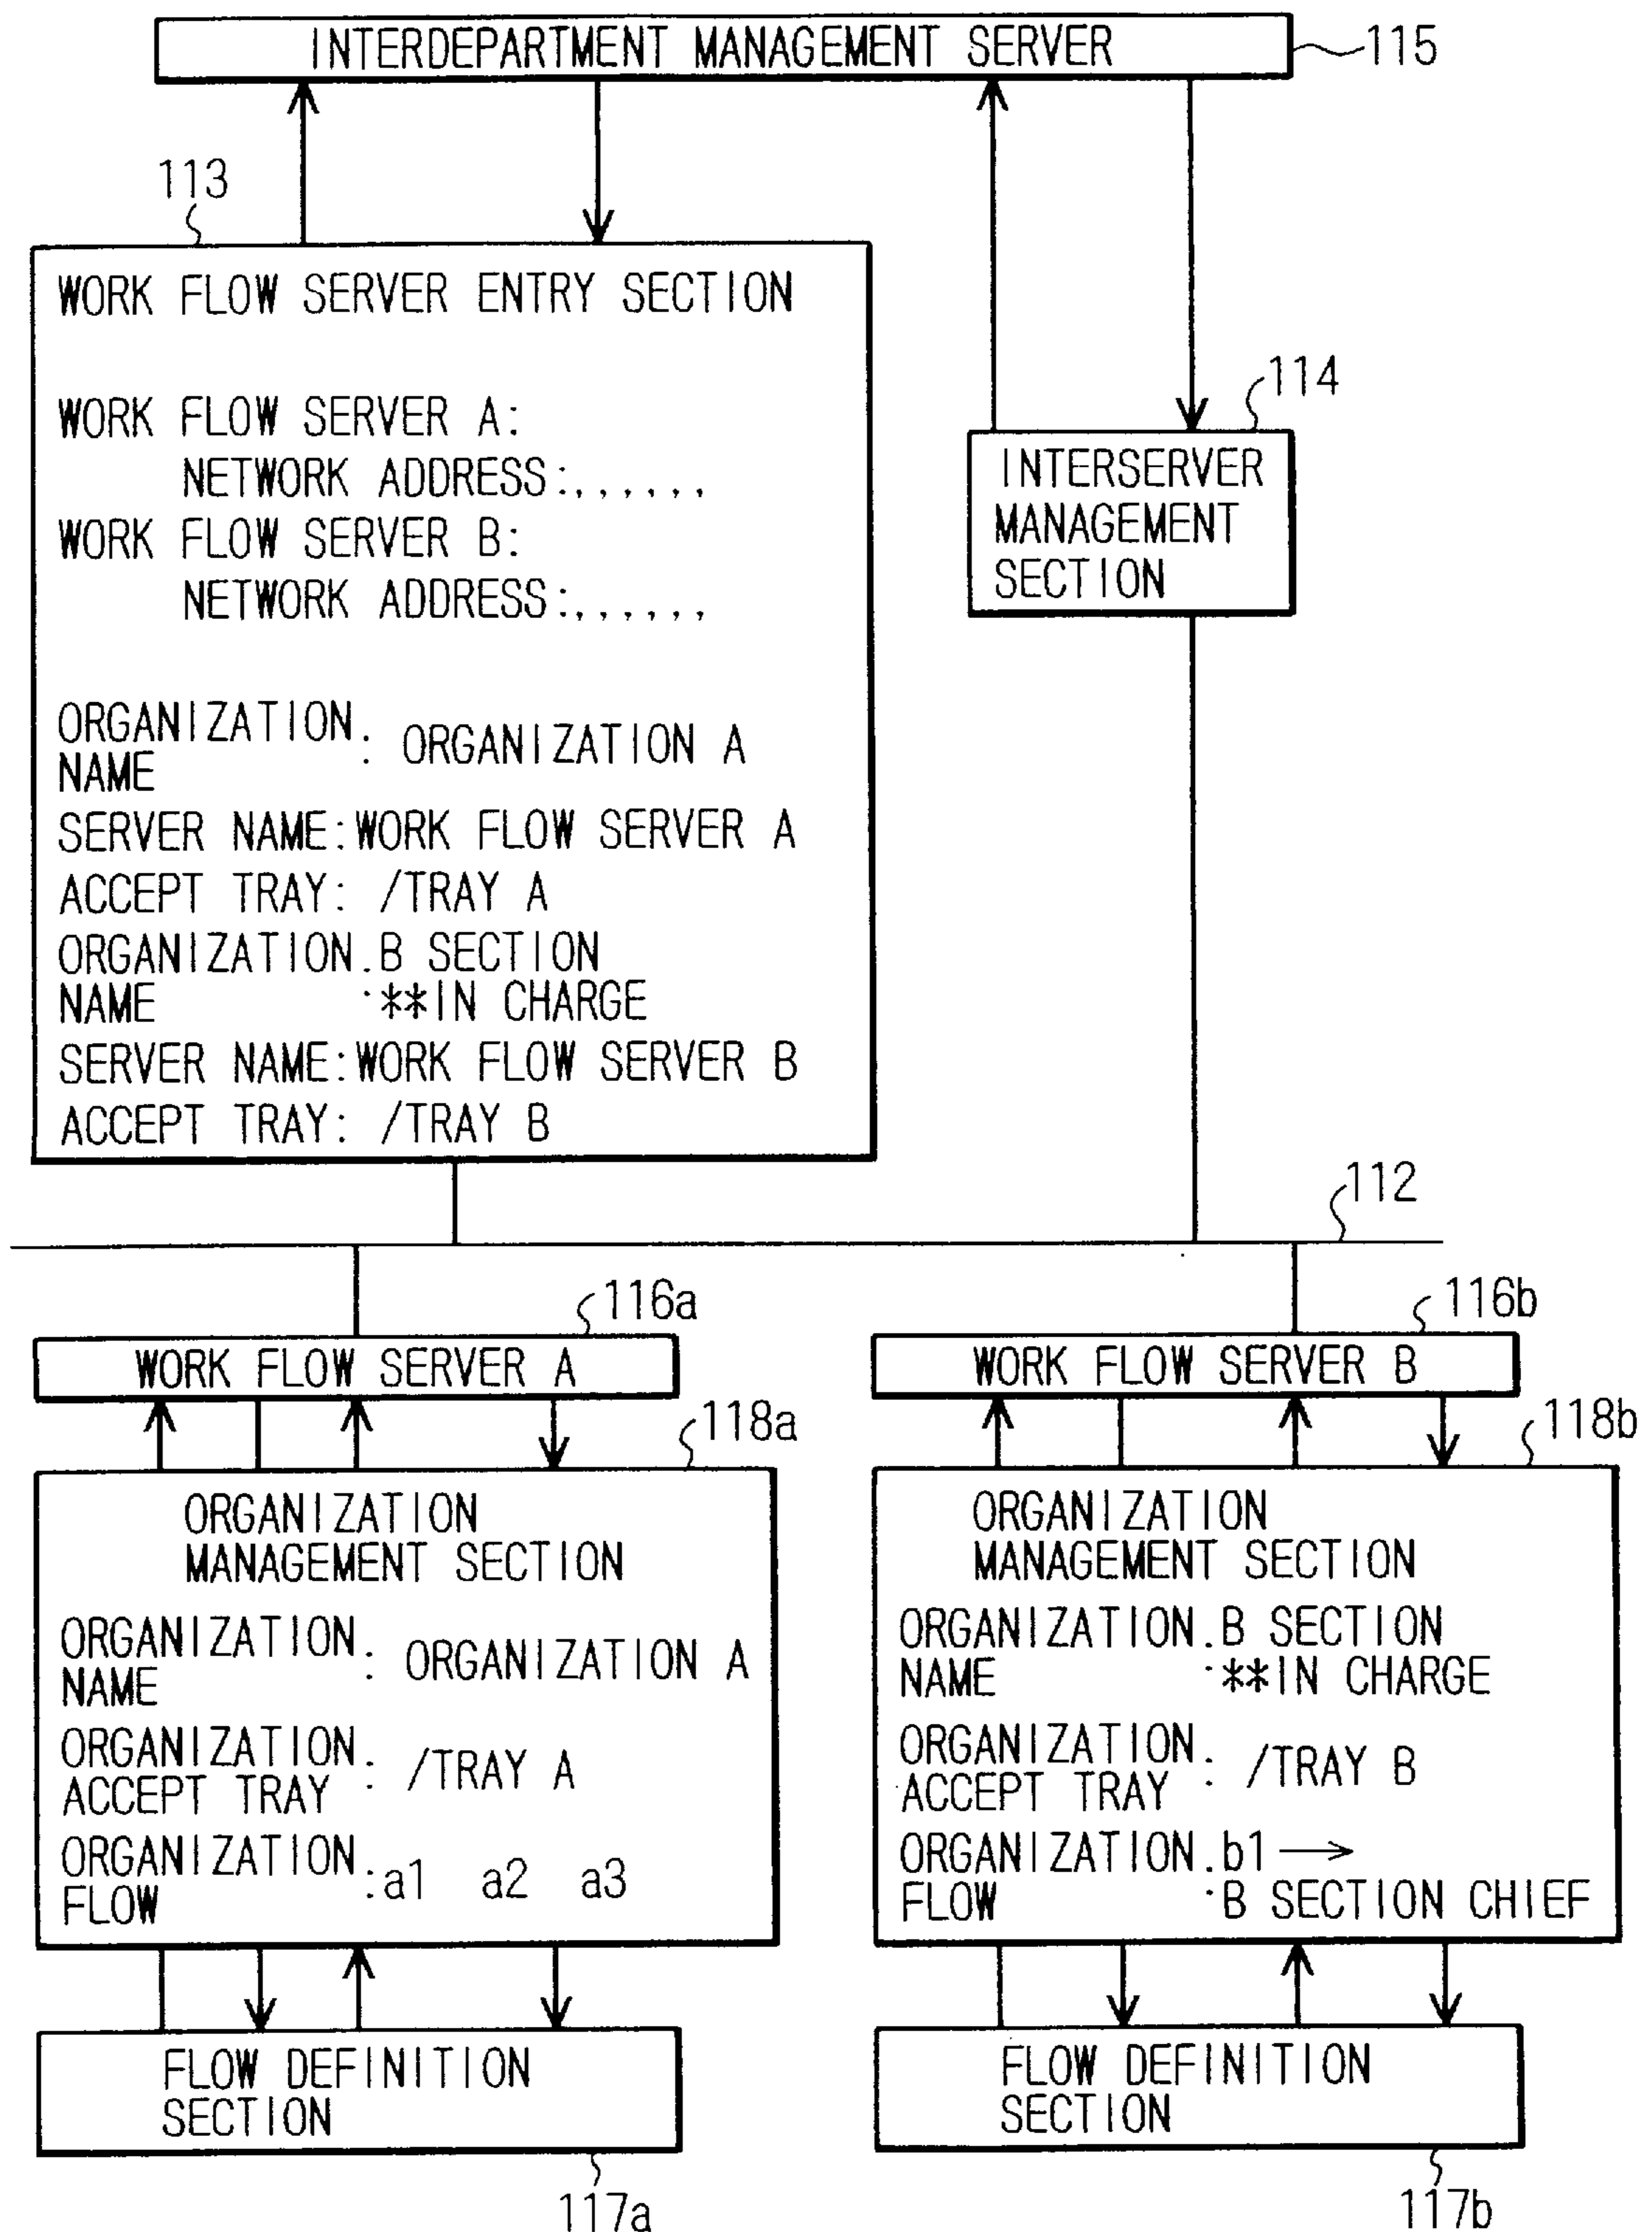 INTERDEPARTMENT MANAGEMENT SERVER
115
113
WORK FLOW SERVER ENTRY SECTION
WORK FLOW SERVER A:
NETWORK ADDRESS:,,,,,,
WORK FLOW SERVER B:
NETWORK ADDRESS:,,,,,,
ORGANIZATION
NAME : ORGANIZATION A
SERVER NAME:WORK FLOW SERVER A
ACCEPT TRAY: /TRAY A
ORGANIZATION:B SECTION
NAME **IN CHARGE
SERVER NAME:WORK FLOW SERVER B
ACCEPT TRAY: /TRAY B
114
INTERSERVER
MANAGEMENT
SECTION
112
116a
WORK FLOW SERVER A
118a
ORGANIZATION
MANAGEMENT SECTION
ORGANIZATION
NAME : ORGANIZATION A
ORGANIZATION
ACCEPT TRAY : /TRAY A
ORGANIZATION
FLOW :a1 a2 a3
FLOW DEFINITION
SECTION
117a
116b
WORK FLOW SERVER B
118b
ORGANIZATION
MANAGEMENT SECTION
ORGANIZATION:B SECTION
NAME **IN CHARGE
ORGANIZATION
ACCEPT TRAY : /TRAY B
ORGANIZATION:b1 →
FLOW B SECTION CHIEF
FLOW DEFINITION
SECTION
117b